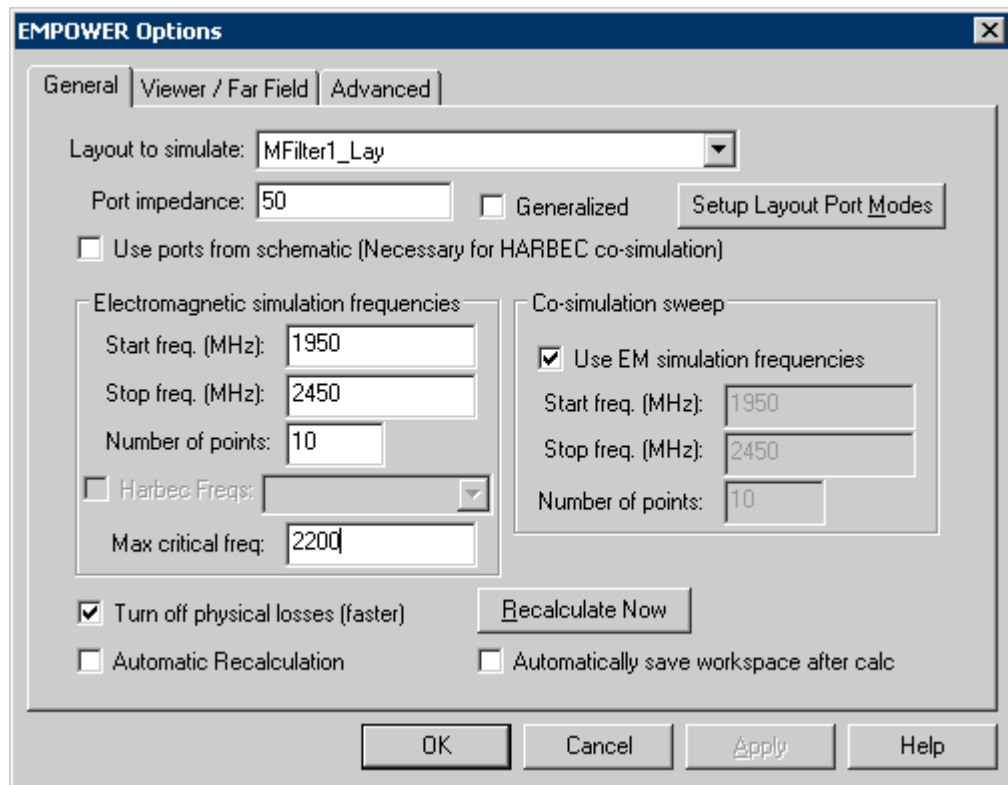 EMPOWER Options
General Viewer / Far Field Advanced
Layout to simulate: MFilter1_Lay
Port impedance: 50 Generalized Setup Layout Port Modes
Use ports from schematic (Necessary for HARBEC co-simulation)
Electromagnetic simulation frequencies
Start freq. (MHz): 1950
Stop freq. (MHz): 2450
Number of points: 10
Harbec Freqs:
Max critical freq: 2200
Co-simulation sweep
Use EM simulation frequencies
Start freq. (MHz): 1950
Stop freq. (MHz): 2450
Number of points: 10
Turn off physical losses (faster) Recalculate Now
Automatic Recalculation Automatically save workspace after calc
OK Cancel Apply Help